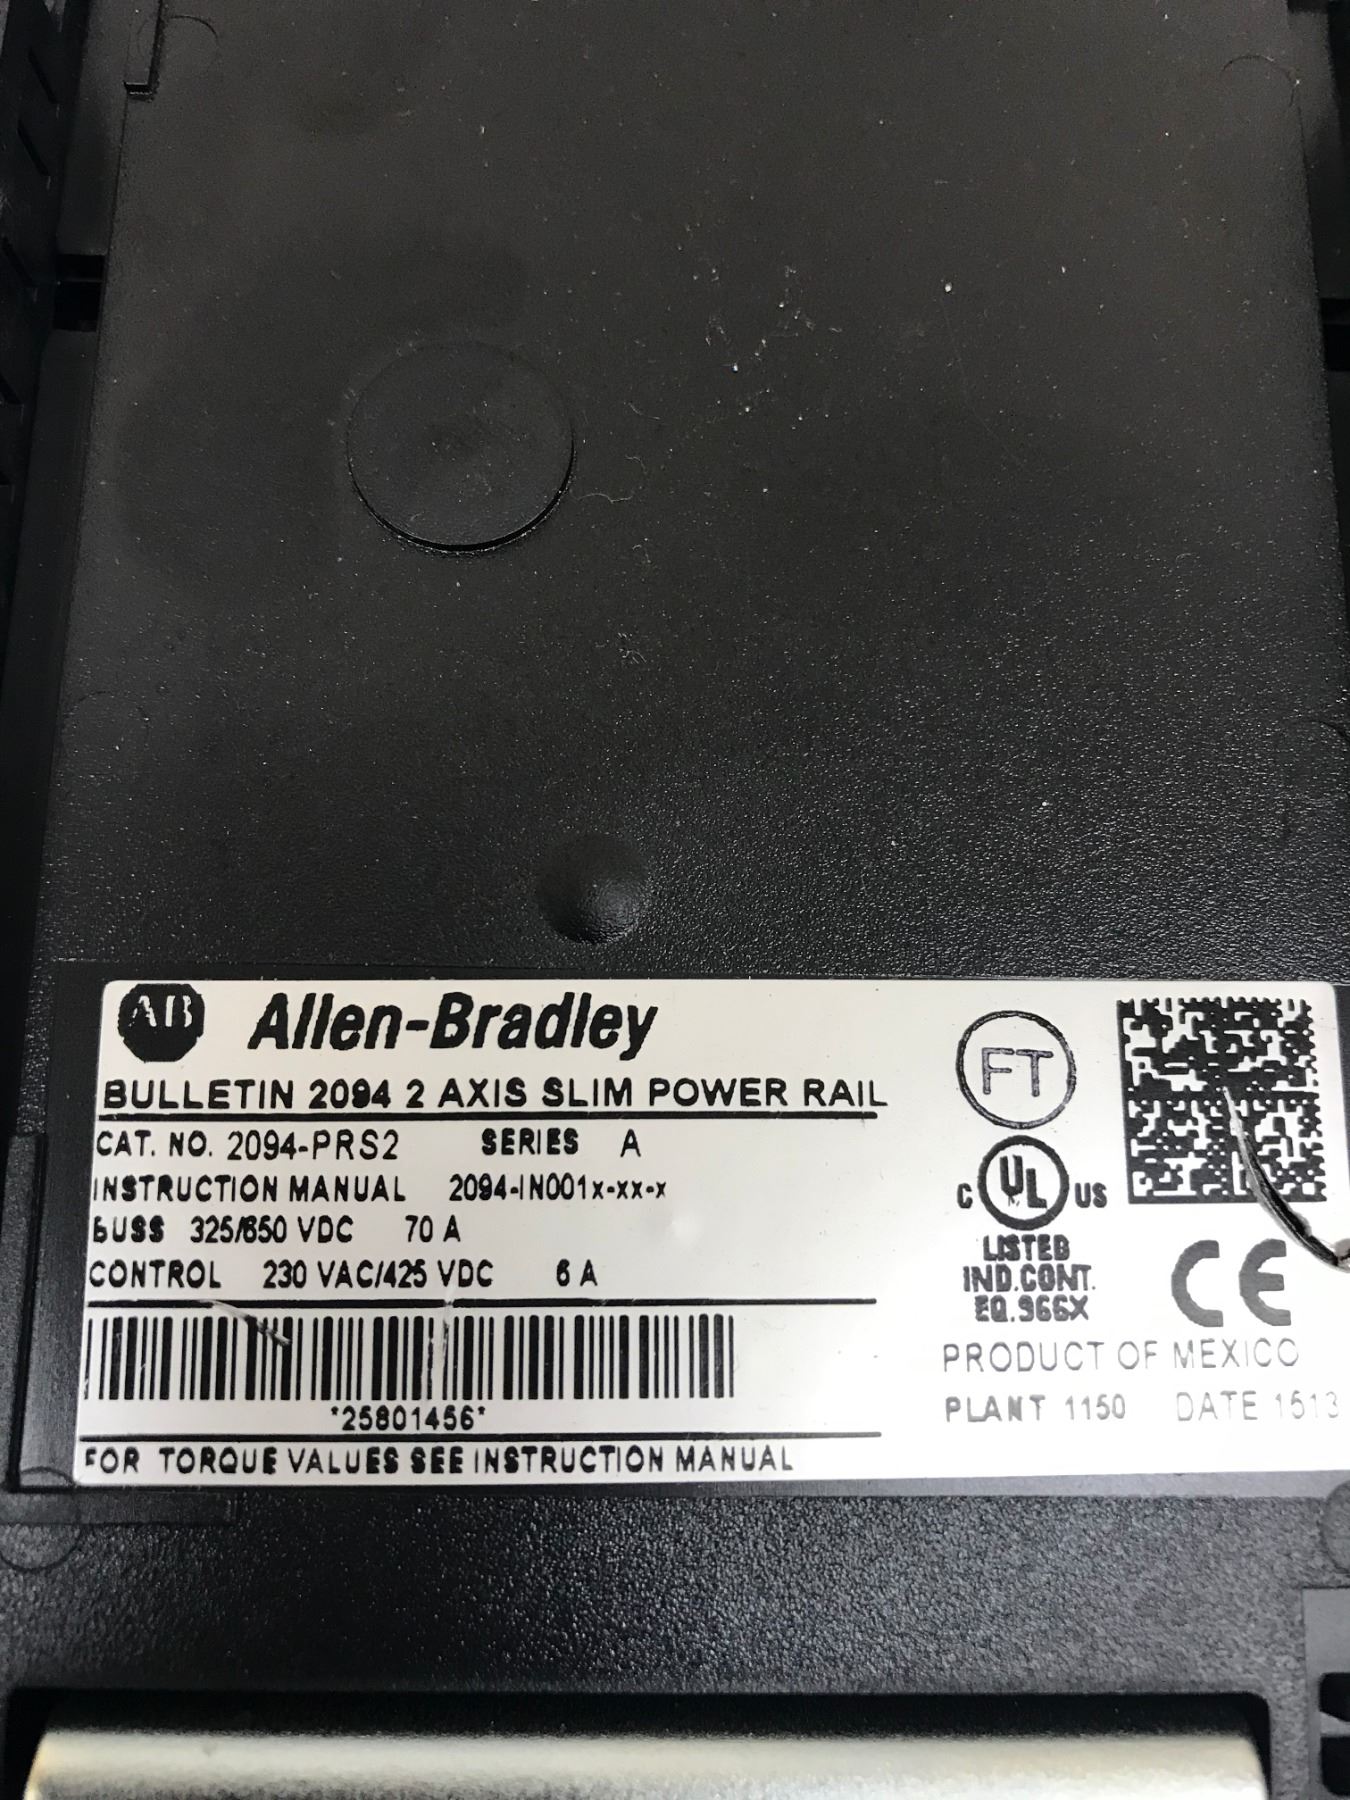 AB Allen-Bradley
BULLETIN 2094 2 AXIS SLIM POWER RAIL
CAT. NO. 2094-PRS2 SERIES A
INSTRUCTION MANUAL 2094-IN001x-xx-x
BUSS 325/650 VDC 70 A
CONTROL 230 VAC/425 VDC 6 A
*25801456*
FOR TORQUE VALUES SEE INSTRUCTION MANUAL
FT
C UL US
LISTED
IND.CONT.
EQ.966X
CE
PRODUCT OF MEXICO
PLANT 1150 DATE 1513